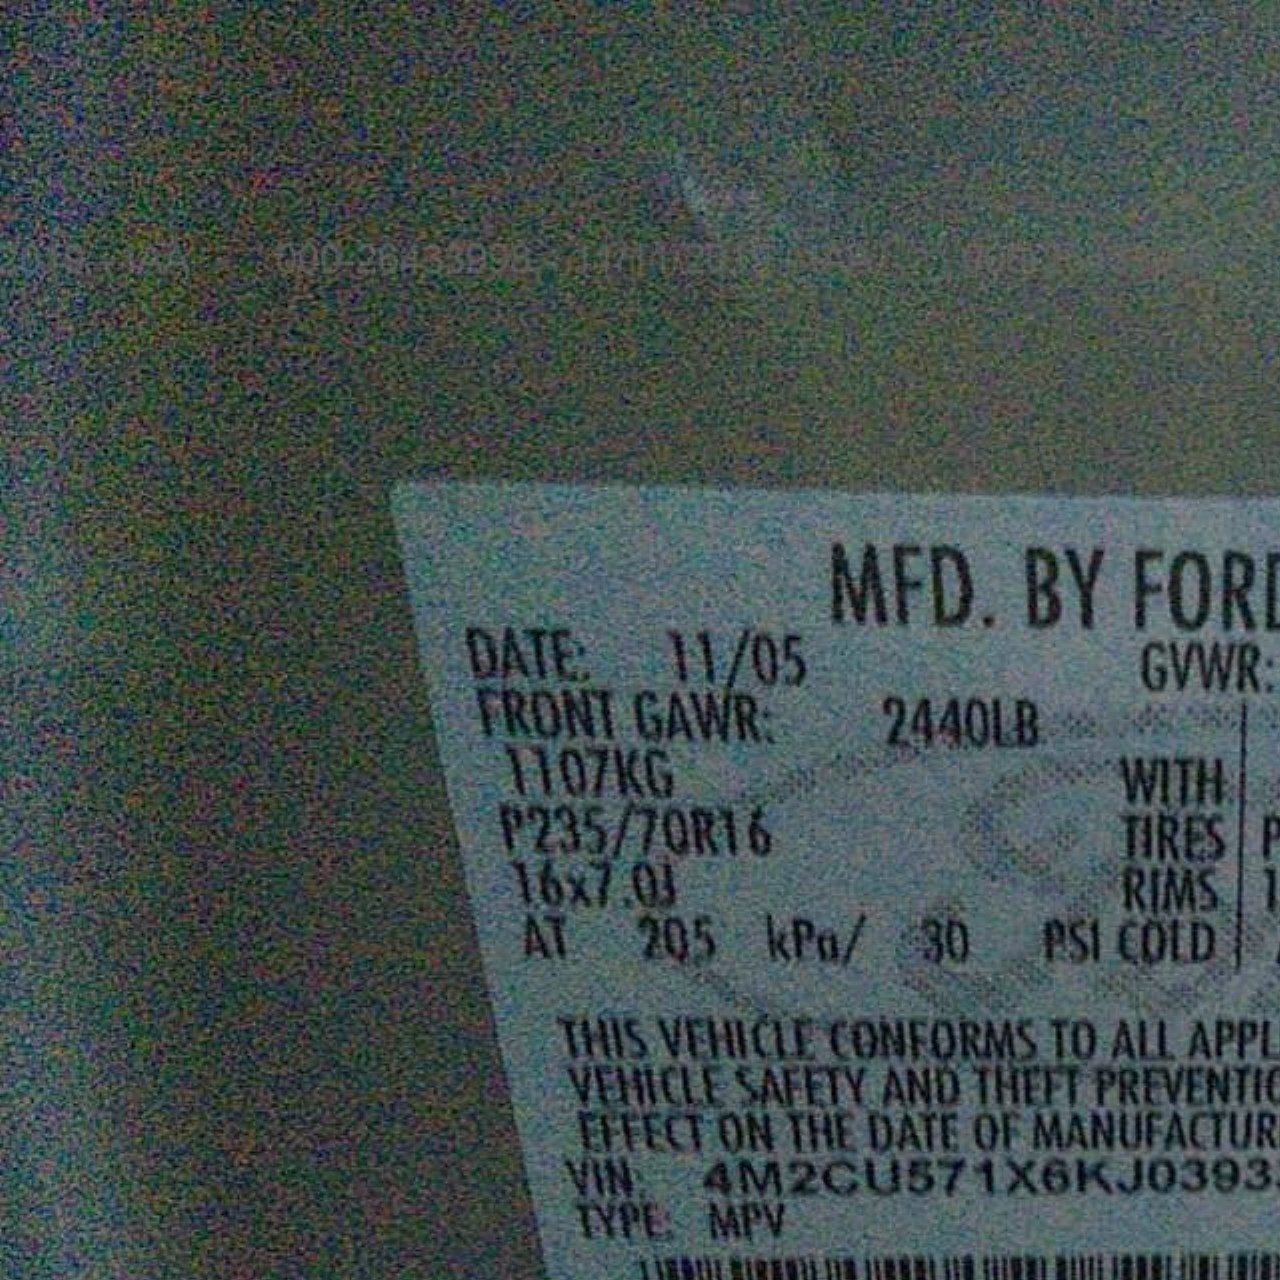 MFD. BY FORD
DATE: 11/05 GVWR:
FRONT GAWR: 2440LB
1107KG WITH
P235/70R16 TIRES P
16x7.0J RIMS 1
AT 205 kPa/ 30 PSI COLD
THIS VEHICLE CONFORMS TO ALL APPL
VEHICLE SAFETY AND THEFT PREVENTIO
EFFECT ON THE DATE OF MANUFACTUR
VIN: 4M2CU571X6KJ0393
TYPE: MPV